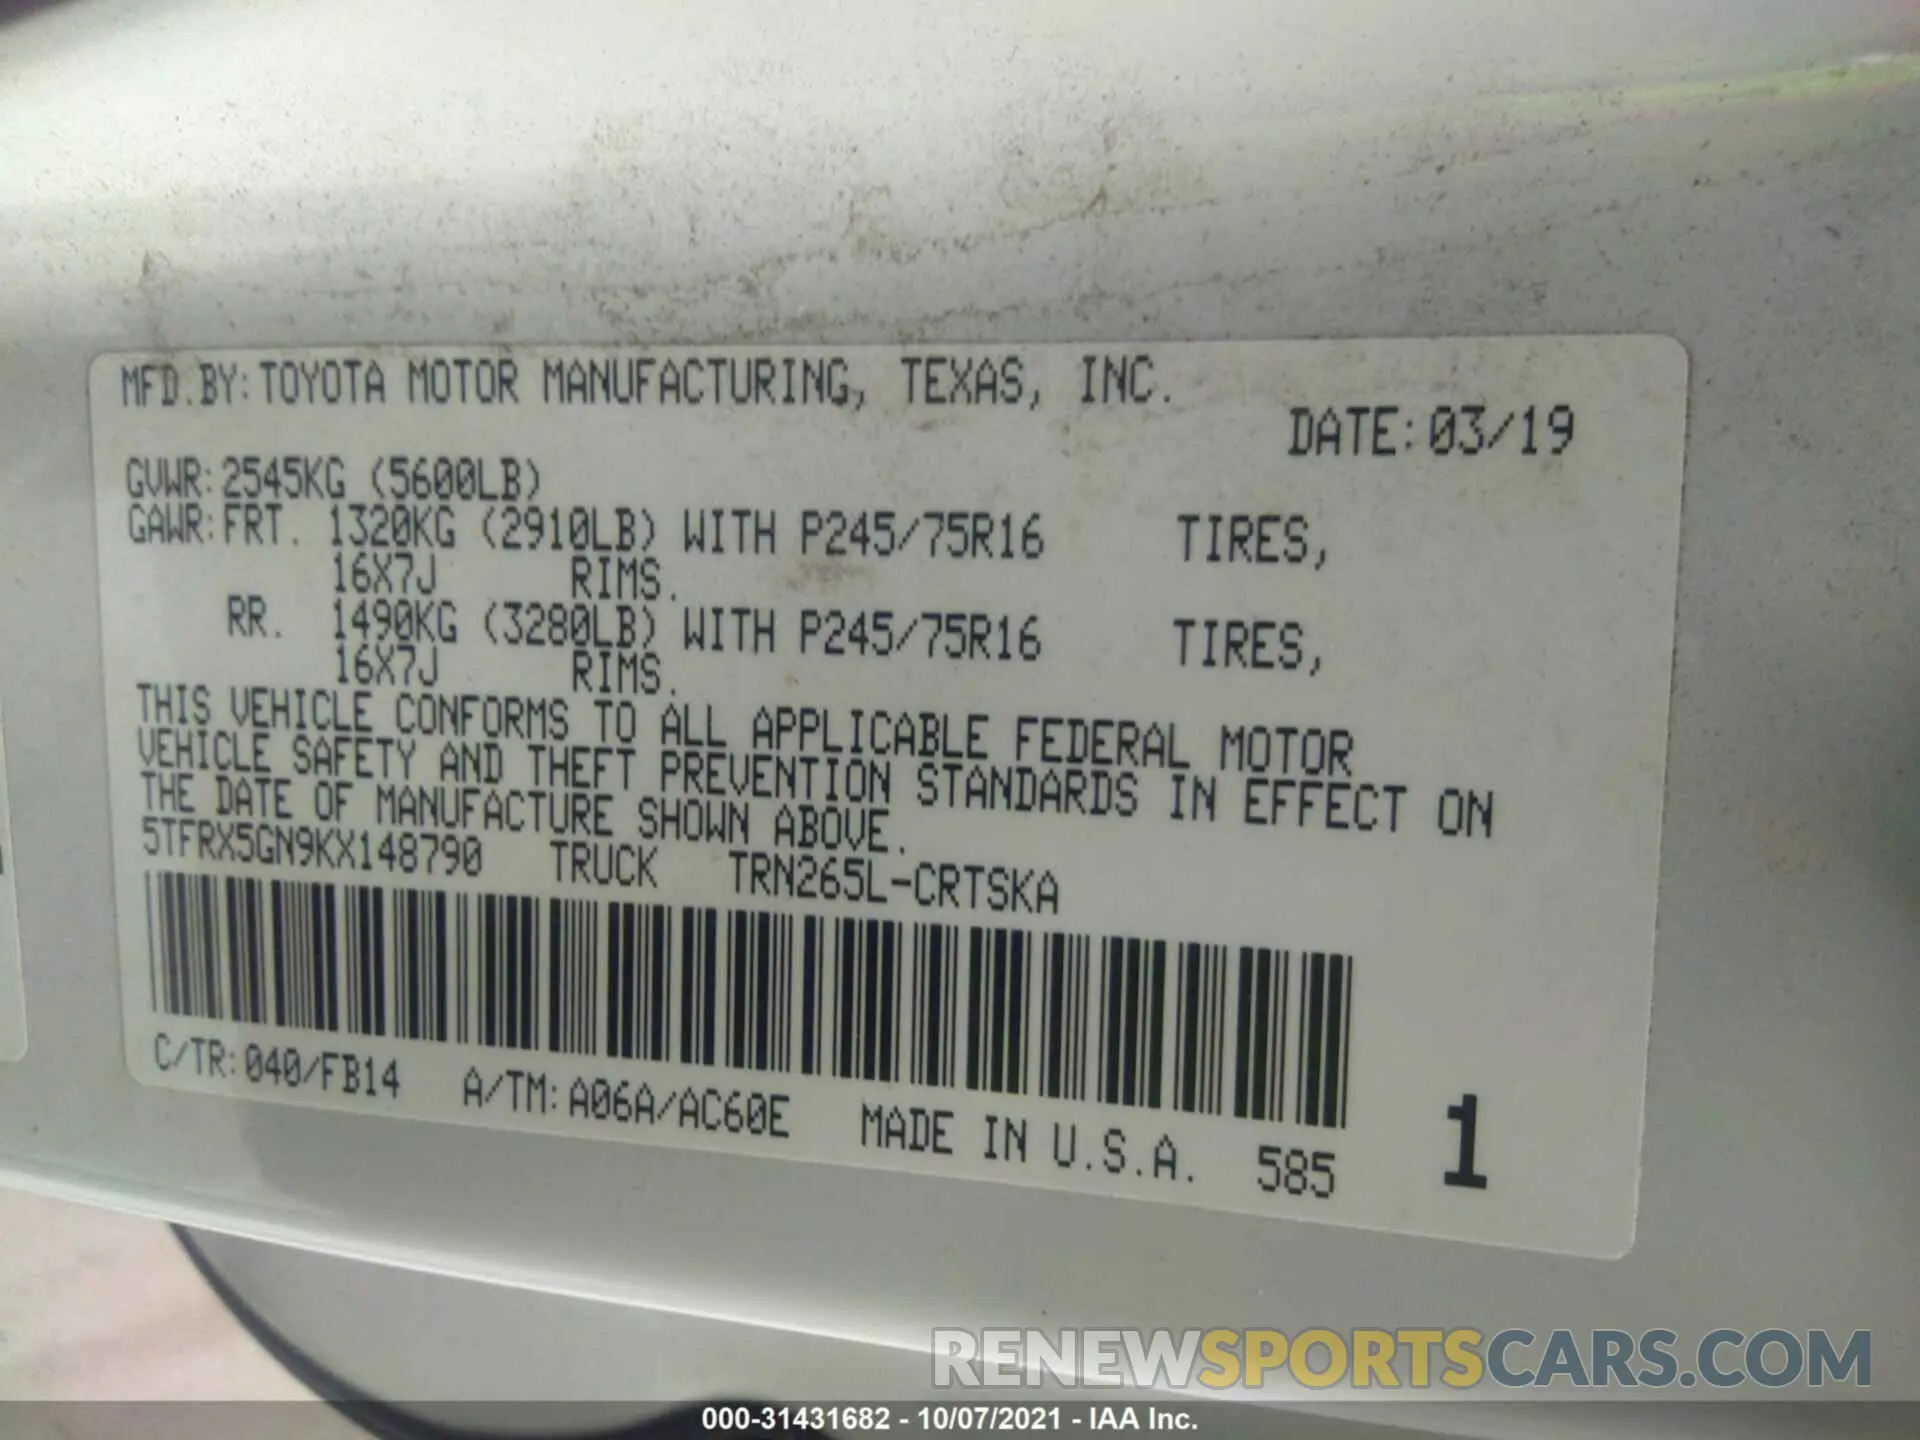 MFD.BY:TOYOTA MOTOR MANUFACTURING, TEXAS, INC.
DATE:03/19
GVWR:2545KG (5600LB)
GAWR:FRT. 1320KG (2910LB) WITH P245/75R16 TIRES,
16X7J RIMS.
RR. 1490KG (3280LB) WITH P245/75R16 TIRES,
16X7J RIMS.
THIS VEHICLE CONFORMS TO ALL APPLICABLE FEDERAL MOTOR
VEHICLE SAFETY AND THEFT PREVENTION STANDARDS IN EFFECT ON
THE DATE OF MANUFACTURE SHOWN ABOVE.
5TFRX5GN9KX148790 TRUCK TRN265L-CRTSKA
C/TR:040/FB14 A/TM:A06A/AC60E MADE IN U.S.A. 585 1
RENEWSPORTSCARS.COM
000-31431682 - 10/07/2021 - IAA Inc.